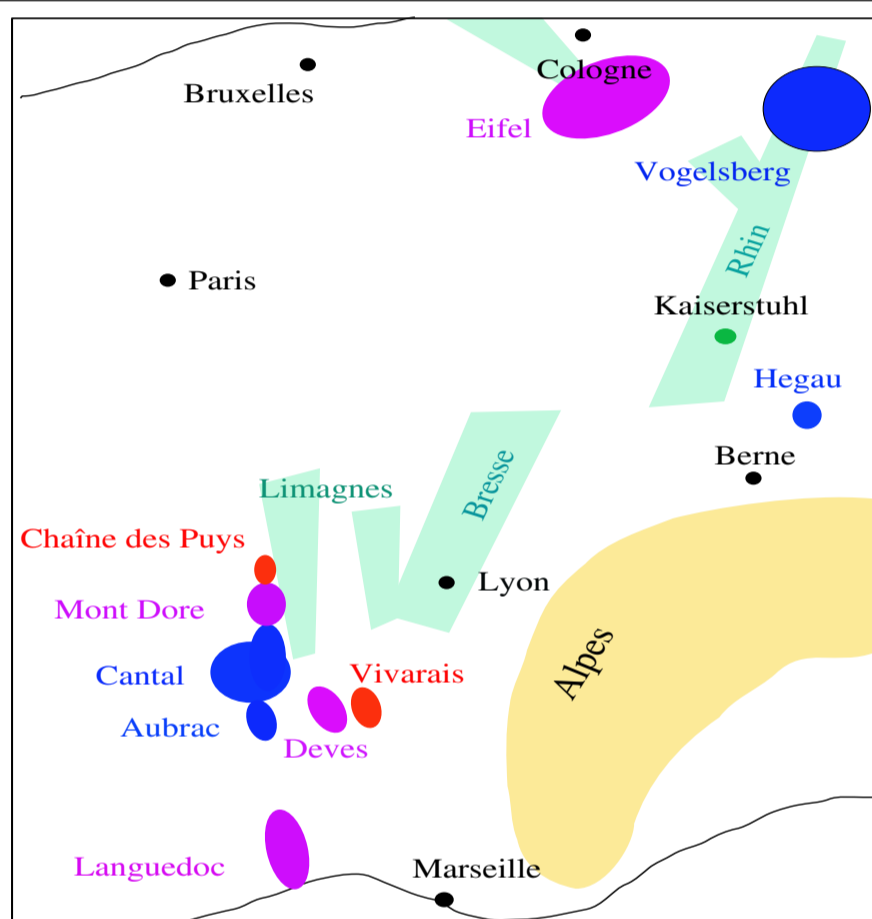 Cologne
Bruxelles
Eifel
Vogelsberg
Rhin
Paris
Kaiserstuhl
Hegau
Berne
Bresse
Limagnes
Chaîne des Puys
Lyon
Mont Dore
Alpes
Cantal
Vivarais
Aubrac
Deves
Languedoc
Marseille